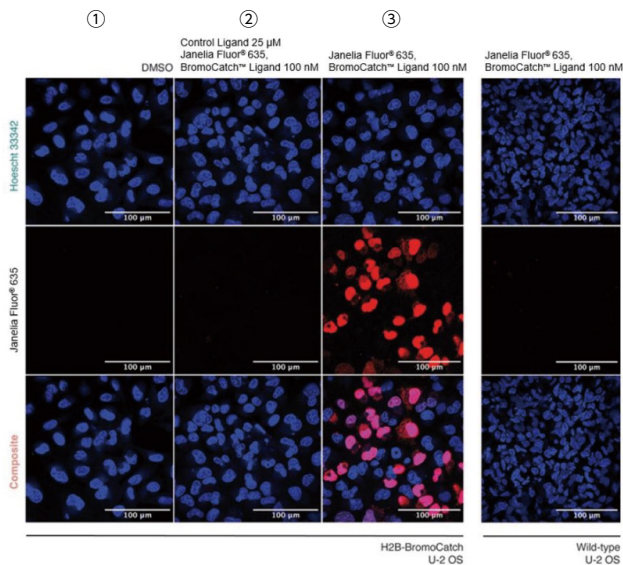 ① ② ③
DMSO
Control Ligand 25 µM
Janelia Fluor® 635,
BromoCatch™ Ligand 100 nM
Janelia Fluor® 635,
BromoCatch™ Ligand 100 nM
Janelia Fluor® 635,
BromoCatch™ Ligand 100 nM
Hoescht 33342
100 µm
100 µm
100 µm
100 µm
Janelia Fluor® 635
100 µm
100 µm
100 µm
100 µm
Composite
100 µm
100 µm
100 µm
100 µm
H2B-BromoCatch
U-2 OS
Wild-type
U-2 OS